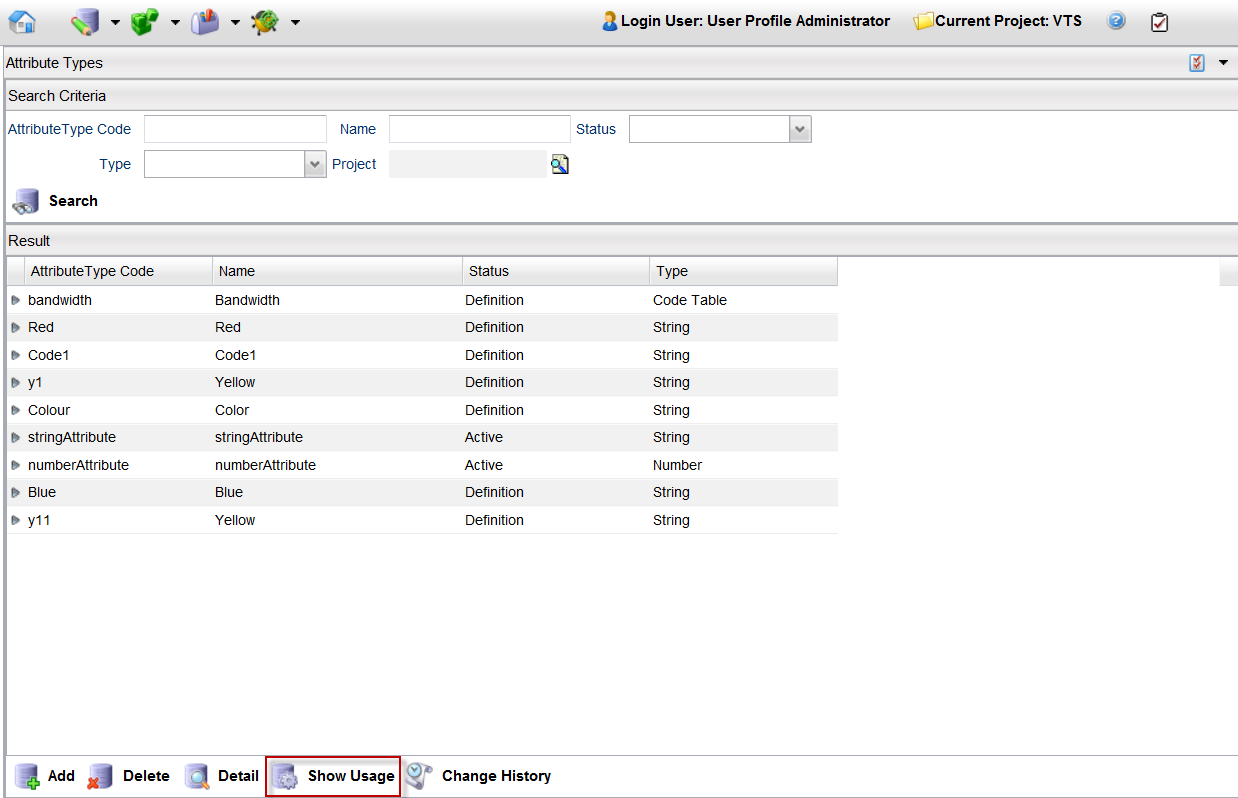 Login User: User Profile Administrator Current Project: VTS
Attribute Types
Search Criteria
AttributeType Code Name Status
Type Project
Search
Result
AttributeType Code Name Status Type
bandwidth Bandwidth Definition Code Table
Red Red Definition String
Code1 Code1 Definition String
y1 Yellow Definition String
Colour Color Definition String
stringAttribute stringAttribute Active String
numberAttribute numberAttribute Active Number
Blue Blue Definition String
y11 Yellow Definition String
Add Delete Detail Show Usage Change History